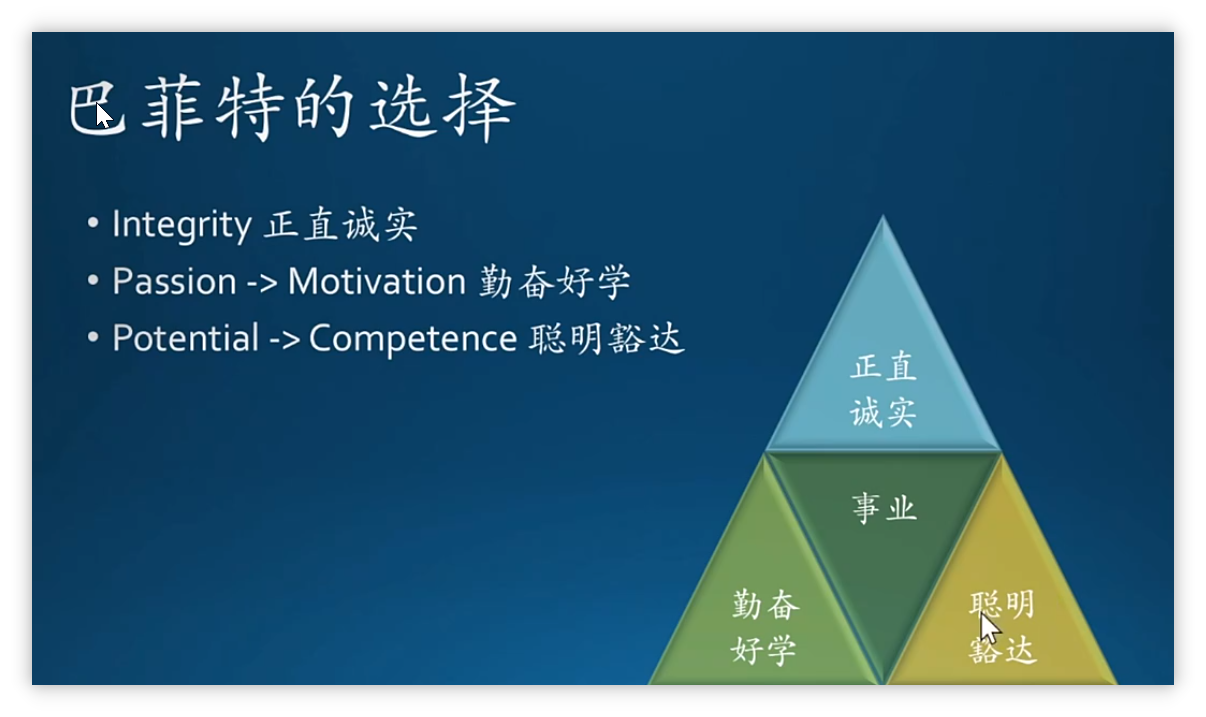 巴菲特的选择
• Integrity 正直诚实
• Passion -> Motivation 勤奋好学
• Potential -> Competence 聪明豁达
正直
诚实
事业
勤奋
好学
聪明
豁达